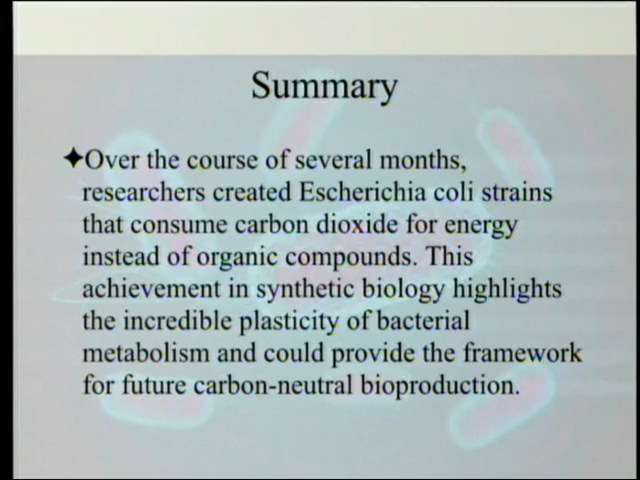 Summary
✦Over the course of several months,
researchers created Escherichia coli strains
that consume carbon dioxide for energy
instead of organic compounds. This
achievement in synthetic biology highlights
the incredible plasticity of bacterial
metabolism and could provide the framework
for future carbon-neutral bioproduction.